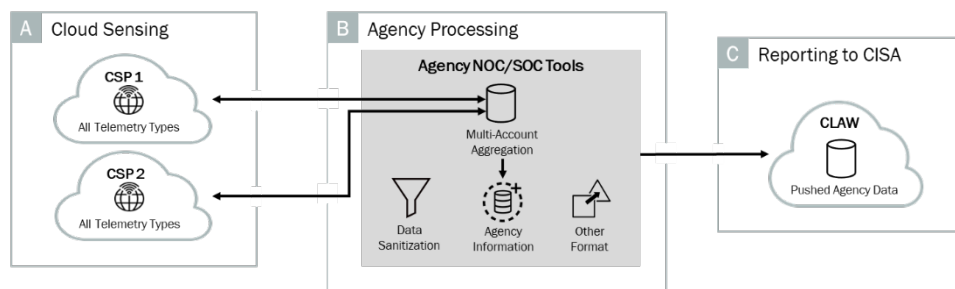 A Cloud Sensing
CSP 1
All Telemetry Types
CSP 2
All Telemetry Types
B Agency Processing
Agency NOC/SOC Tools
Multi-Account
Aggregation
Data
Sanitization
Agency
Information
Other
Format
C Reporting to CISA
CLAW
Pushed Agency Data